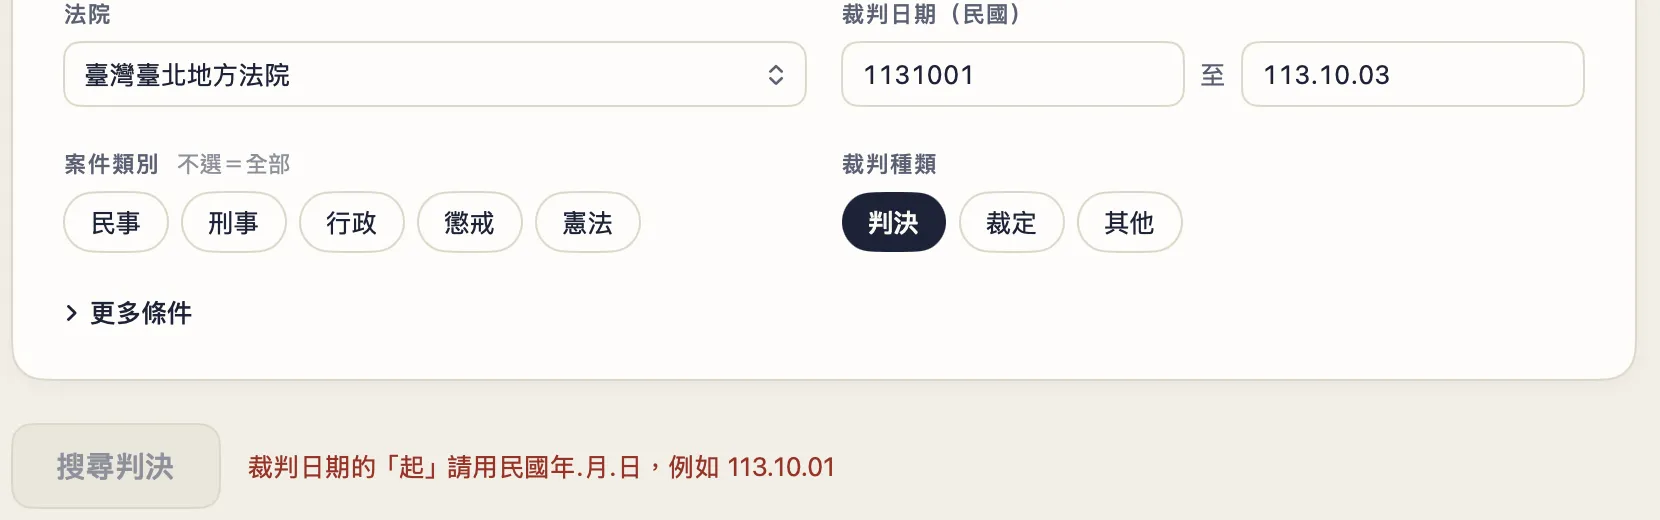 法院
裁判日期（民國）
臺灣臺北地方法院
1131001 至 113.10.03
案件類別 不選＝全部
裁判種類
民事 刑事 行政 懲戒 憲法
判決 裁定 其他
更多條件
搜尋判決
裁判日期的「起」請用民國年.月.日，例如 113.10.01